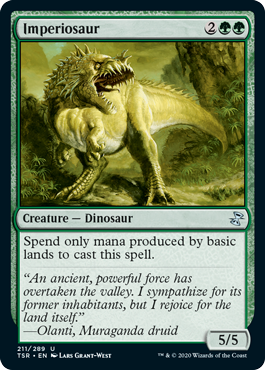 Imperiosaur 2
Creature — Dinosaur
Spend only mana produced by basic
lands to cast this spell.
“An ancient, powerful force has
overtaken the valley. I sympathize for its
former inhabitants, but I rejoice for the
land itself.”
—Olanti, Muraganda druid
5/5
211/289 U
TSR • EN Lars Grant-West ™ & © 2020 Wizards of the Coast